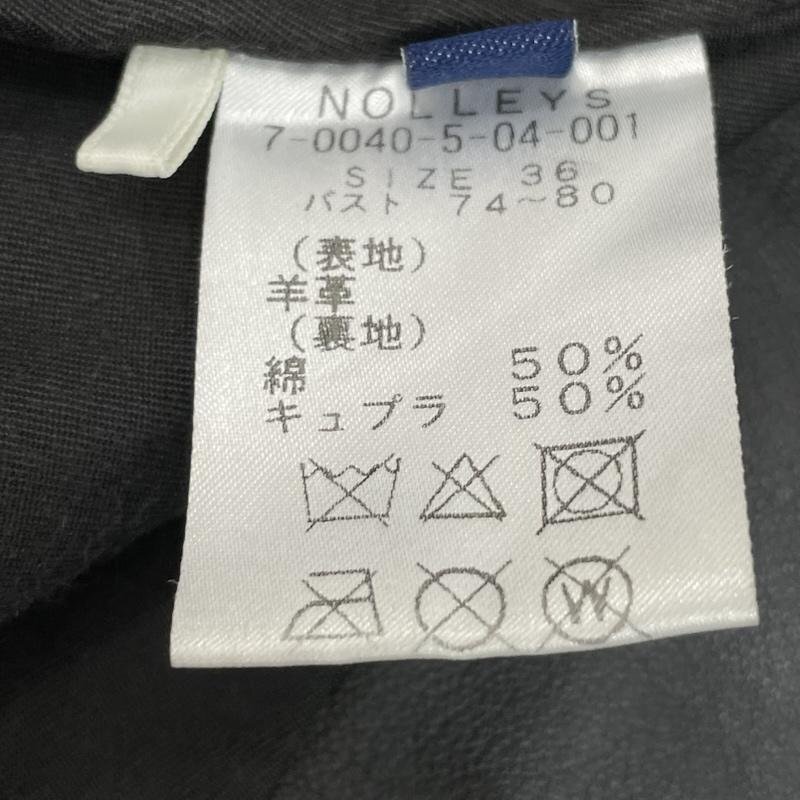 NOLLEYS
7-0040-5-04-001
SIZE 36
バスト 74~80
(表地)
羊革
(裏地)
綿 50%
キュプラ 50%
W